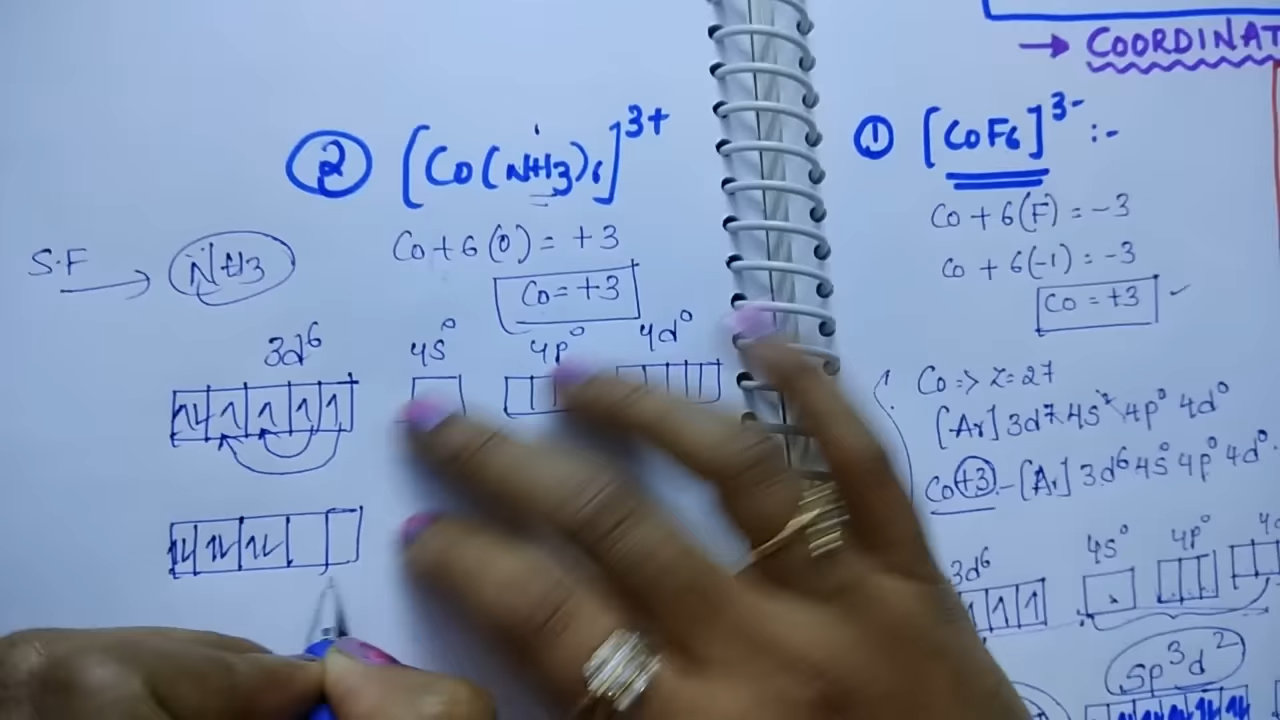 ② [Co(NH3)6]3+
S.F → NH3
Co+6(0) = +3
Co=+3
3d6 4s0 4p0 4d0
→ COORDINAT
① [CoF6]3- :-
Co + 6(F) = -3
Co + 6(-1) = -3
Co = +3
Co => Z=27
[Ar] 3d7 4s2 4p0 4d0
Co+3 - [Ar] 3d6 4s0 4p0 4d0
3d6 4s0 4p0
sp3d2